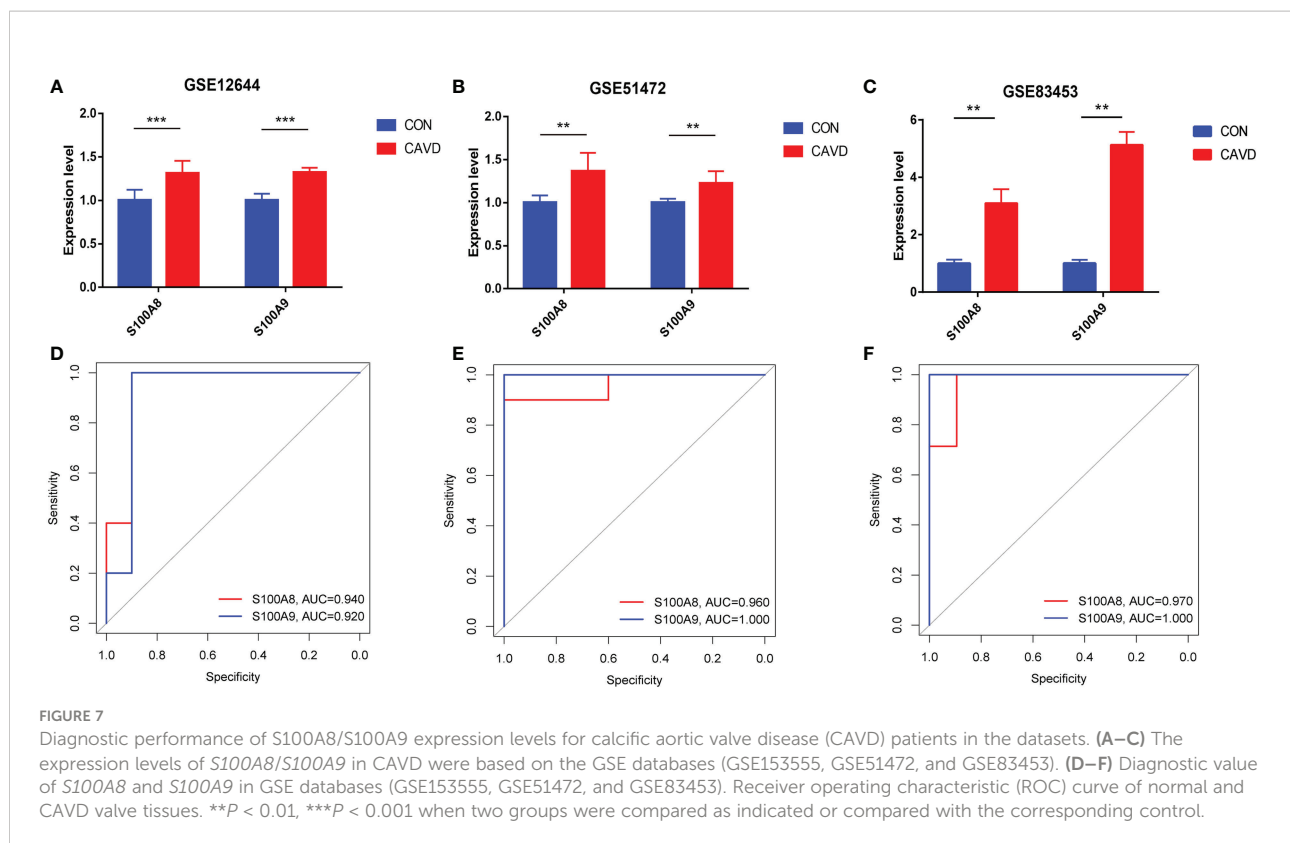 A
GSE12644
Expression level
2.0
1.5
1.0
0.5
0.0
***
***
S100A8
S100A9
CON
CAVD
B
GSE51472
Expression level
2.0
1.5
1.0
0.5
0.0
**
**
S100A8
S100A9
CON
CAVD
C
GSE83453
Expression level
6
4
2
0
**
**
S100A8
S100A9
CON
CAVD
D
Sensitivity
1.0
0.8
0.6
0.4
0.2
0.0
S100A8, AUC=0.940
S100A9, AUC=0.920
1.0 0.8 0.6 0.4 0.2 0.0
Specificity
E
Sensitivity
1.0
0.8
0.6
0.4
0.2
0.0
S100A8, AUC=0.960
S100A9, AUC=1.000
1.0 0.8 0.6 0.4 0.2 0.0
Specificity
F
Sensitivity
1.0
0.8
0.6
0.4
0.2
0.0
S100A8, AUC=0.970
S100A9, AUC=1.000
1.0 0.8 0.6 0.4 0.2 0.0
Specificity
FIGURE 7
Diagnostic performance of S100A8/S100A9 expression levels for calcific aortic valve disease (CAVD) patients in the datasets. (A–C) The
expression levels of S100A8/S100A9 in CAVD were based on the GSE databases (GSE153555, GSE51472, and GSE83453). (D–F) Diagnostic value
of S100A8 and S100A9 in GSE databases (GSE153555, GSE51472, and GSE83453). Receiver operating characteristic (ROC) curve of normal and
CAVD valve tissues. **P < 0.01, ***P < 0.001 when two groups were compared as indicated or compared with the corresponding control.